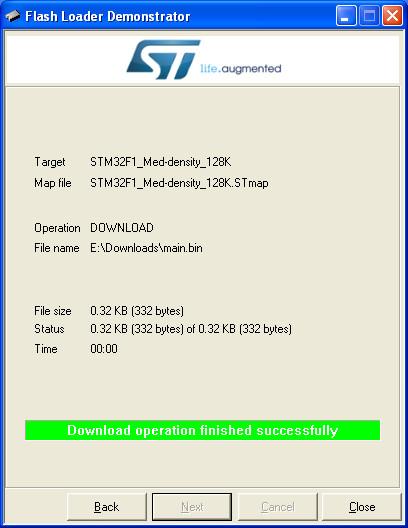 Flash Loader Demonstrator
ST life.augmented
Target STM32F1_Med-density_128K
Map file STM32F1_Med-density_128K.STmap
Operation DOWNLOAD
File name E:\Downloads\main.bin
File size 0.32 KB (332 bytes)
Status 0.32 KB (332 bytes) of 0.32 KB (332 bytes)
Time 00:00
Download operation finished successfully
Back Next Cancel Close